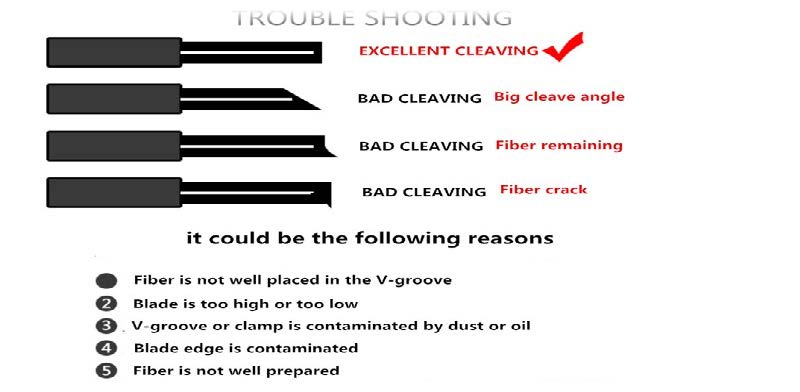 TROUBLE SHOOTING
EXCELLENT CLEAVING
BAD CLEAVING Big cleave angle
BAD CLEAVING Fiber remaining
BAD CLEAVING Fiber crack
it could be the following reasons
Fiber is not well placed in the V-groove
2 Blade is too high or too low
3 V-groove or clamp is contaminated by dust or oil
4 Blade edge is contaminated
5 Fiber is not well prepared